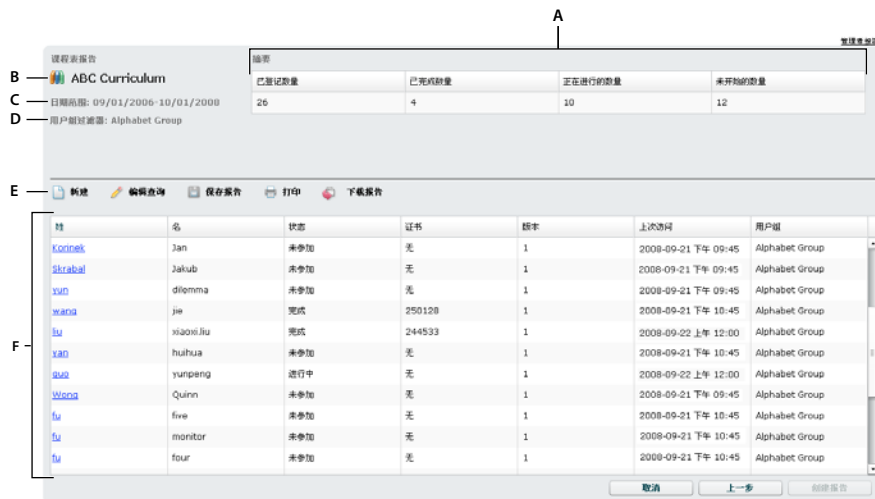 A
管理者报告
课程表报告
摘要
B
ABC Curriculum
已登记数量 已完成数量 正在进行的数量 未开始的数量
C
日期范围: 09/01/2006-10/01/2008
26 4 10 12
D
用户组过滤器: Alphabet Group
E
新建 编辑查询 保存报告 打印 下载报告
姓 名 状态 证书 版本 上次访问 用户组
Korinek Jan 未参加 无 1 2008-09-21 下午 09:45 Alphabet Group
Skrabal Jakub 未参加 无 1 2008-09-21 下午 09:45 Alphabet Group
yun dilemma 未参加 无 1 2008-09-21 下午 09:45 Alphabet Group
wang jie 完成 250128 1 2008-09-21 下午 10:45 Alphabet Group
liu xiaoxi.liu 完成 244533 1 2008-09-22 上午 12:00 Alphabet Group
F
yan huihua 未参加 无 1 2008-09-21 下午 10:45 Alphabet Group
guo yunpeng 进行中 无 1 2008-09-22 上午 12:00 Alphabet Group
Wong Quinn 未参加 无 1 2008-09-21 下午 09:45 Alphabet Group
fu five 未参加 无 1 2008-09-21 下午 10:45 Alphabet Group
fu monitor 未参加 无 1 2008-09-21 下午 10:45 Alphabet Group
fu four 未参加 无 1 2008-09-21 下午 10:45 Alphabet Group
取消 上一步 创建报告